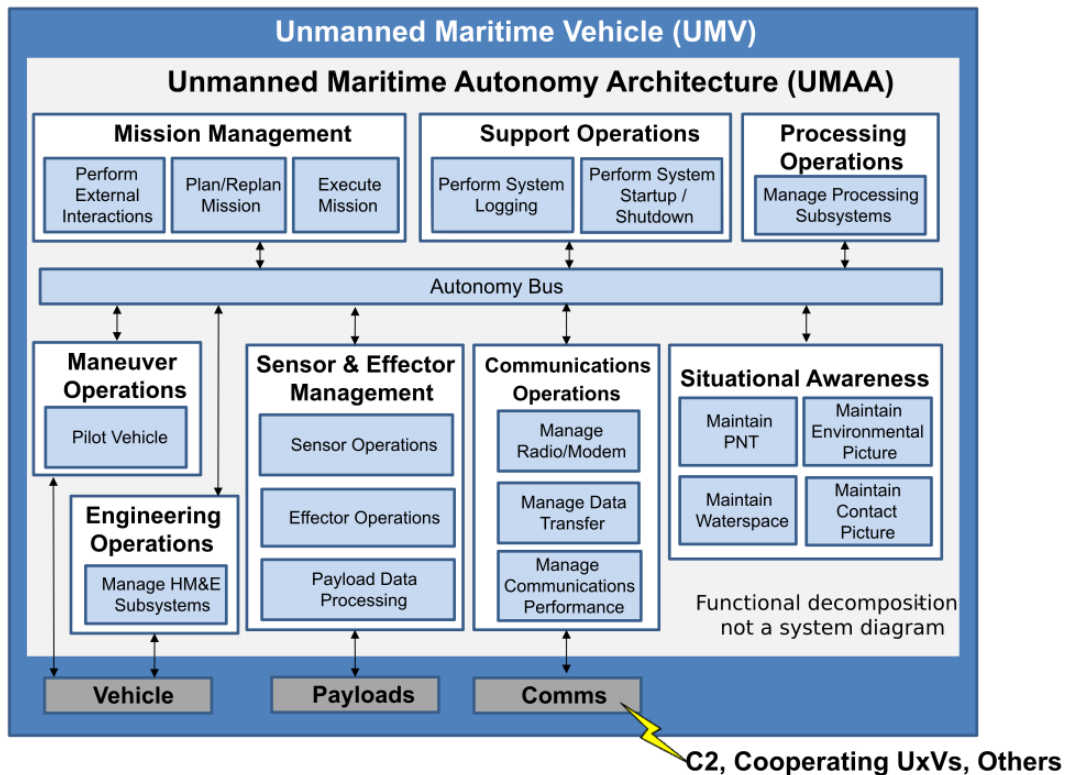 Unmanned Maritime Vehicle (UMV)
Unmanned Maritime Autonomy Architecture (UMAA)
Mission Management
Perform
External
Interactions
Plan/Replan
Mission
Execute
Mission
Support Operations
Perform System
Logging
Perform System
Startup /
Shutdown
Processing
Operations
Manage Processing
Subsystems
Autonomy Bus
Maneuver
Operations
Pilot Vehicle
Engineering
Operations
Manage HM&E
Subsystems
Sensor & Effector
Management
Sensor Operations
Effector Operations
Payload Data
Processing
Communications
Operations
Manage
Radio/Modem
Manage Data
Transfer
Manage
Communications
Performance
Situational Awareness
Maintain
PNT
Maintain
Environmental
Picture
Maintain
Waterspace
Maintain
Contact
Picture
Functional decomposition-
not a system diagram
Vehicle
Payloads
Comms
C2, Cooperating UxVs, Others